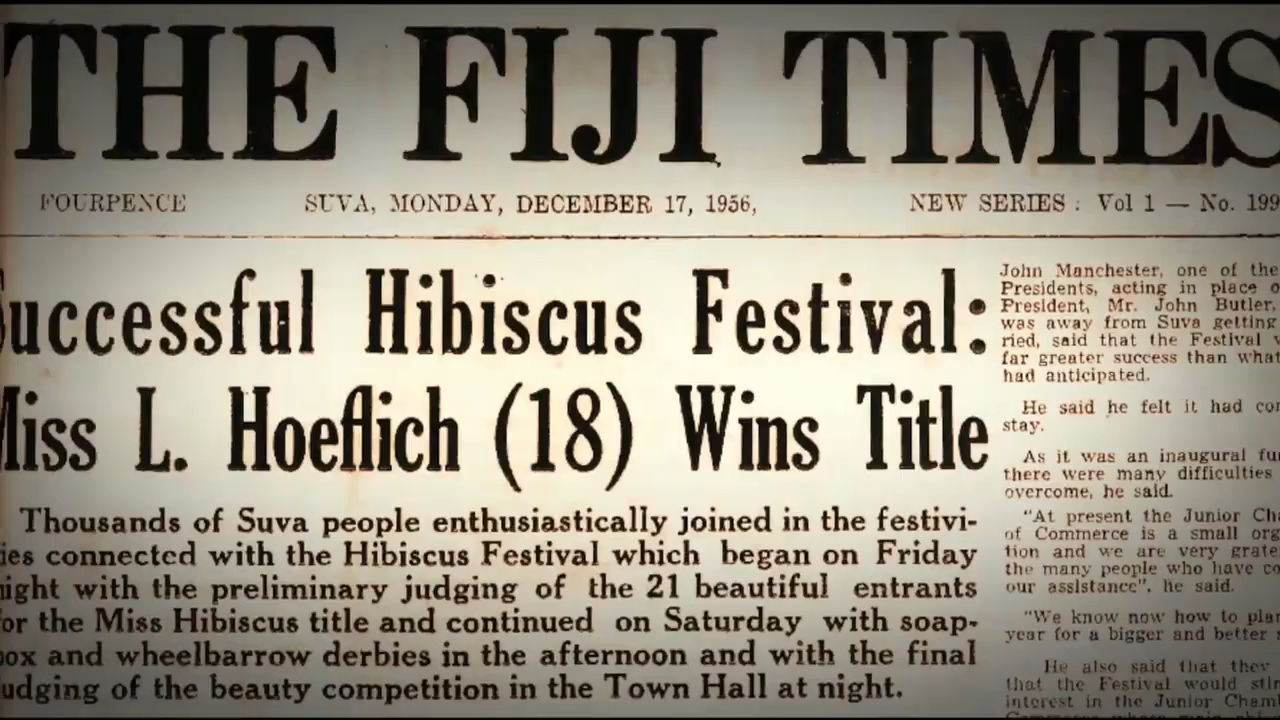 THE FIJI TIMES
FOURPENCE SUVA, MONDAY, DECEMBER 17, 1956, NEW SERIES : Vol 1 — No. 199
Successful Hibiscus Festival:
Miss L. Hoeflich (18) Wins Title
Thousands of Suva people enthusiastically joined in the festivi-
ies connected with the Hibiscus Festival which began on Friday
night with the preliminary judging of the 21 beautiful entrants
for the Miss Hibiscus title and continued on Saturday with soap-
box and wheelbarrow derbies in the afternoon and with the final
judging of the beauty competition in the Town Hall at night.
John Manchester, one of the
Presidents, acting in place
President, Mr. John Butler,
was away from Suva getting
ried, said that the Festival
far greater success than what
had anticipated.
He said he felt it had
stay.
As it was an inaugural
there were many difficulties
overcome, he said.
"At present the Junior
of Commerce is a small
tion and we are very
the many people who have
our assistance", he said.
"We know now how to
year for a bigger and better
He also said that they
that the Festival would
interest in the Junior